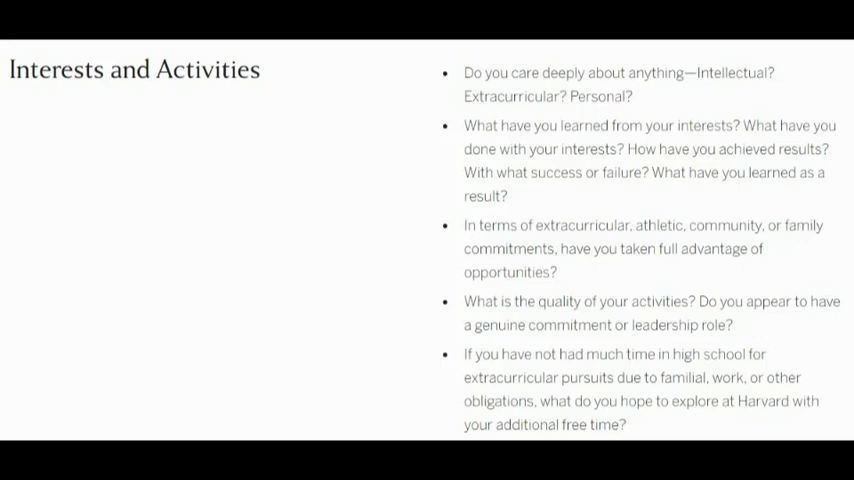 Interests and Activities
• Do you care deeply about anything—Intellectual?
Extracurricular? Personal?
• What have you learned from your interests? What have you
done with your interests? How have you achieved results?
With what success or failure? What have you learned as a
result?
• In terms of extracurricular, athletic, community, or family
commitments, have you taken full advantage of
opportunities?
• What is the quality of your activities? Do you appear to have
a genuine commitment or leadership role?
• If you have not had much time in high school for
extracurricular pursuits due to familial, work, or other
obligations, what do you hope to explore at Harvard with
your additional free time?